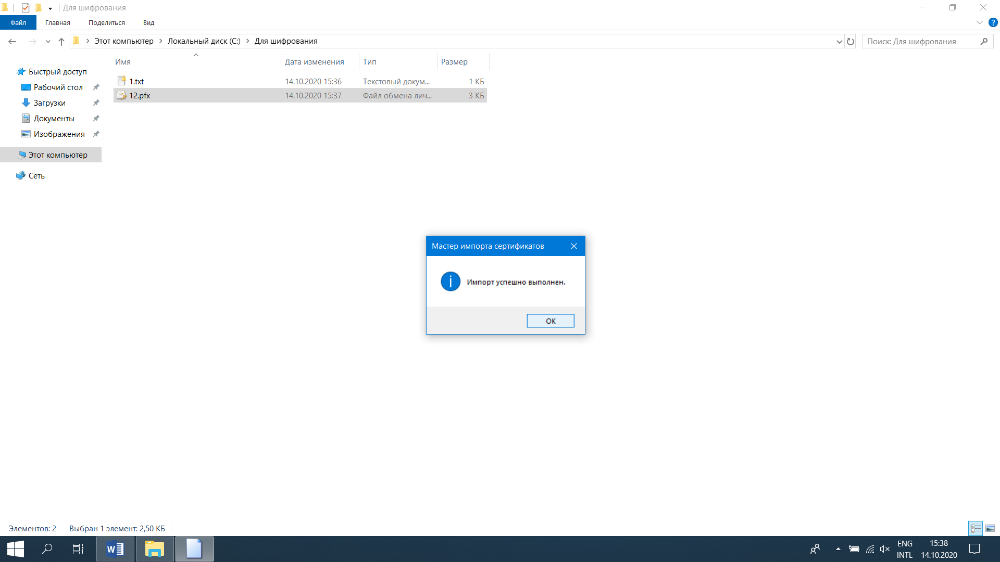 Для шифрования
Файл
Главная
Поделиться
Вид
?
Этот компьютер
Локальный диск (C:)
Для шифрования
Поиск: Для шифрования
Имя
Дата изменения
Тип
Размер
Быстрый доступ
Рабочий стол
Загрузки
Документы
Изображения
Этот компьютер
Сеть
1.txt
14.10.2020 15:36
Текстовый докум...
1 КБ
12.pfx
14.10.2020 15:37
Файл обмена лич...
3 КБ
Мастер импорта сертификатов
i
Импорт успешно выполнен.
ОК
Элементов: 2
Выбран 1 элемент: 2,50 КБ
W
ENG
INTL
15:38
14.10.2020